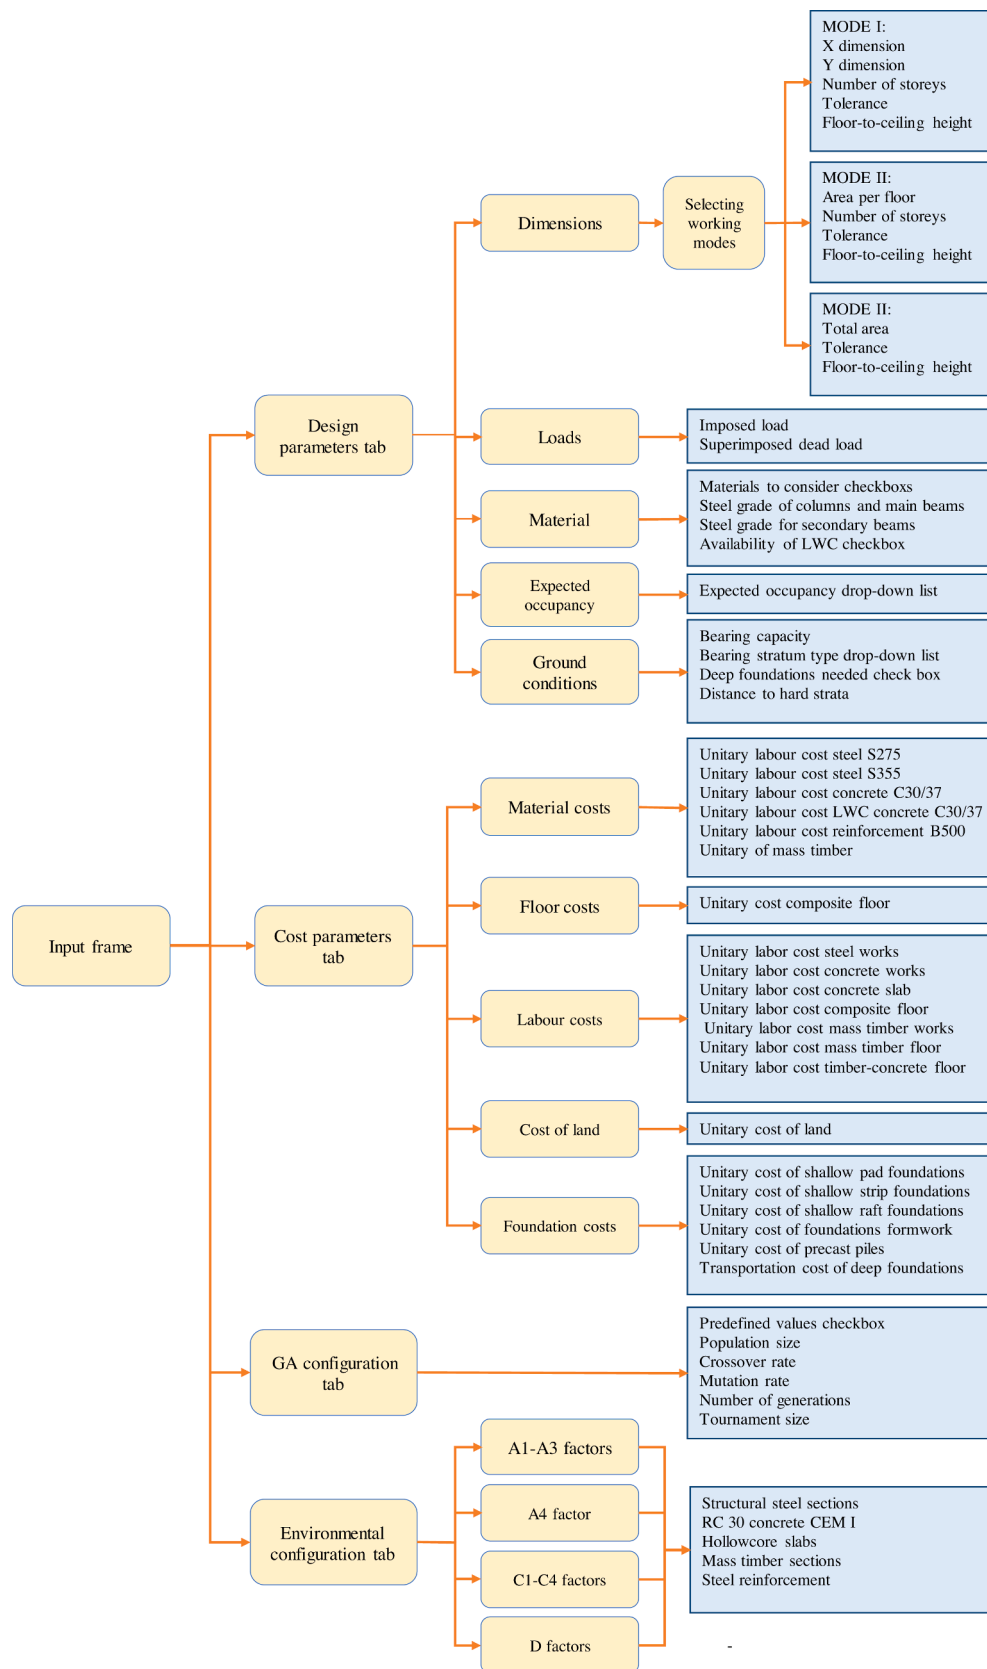 MODE I:
X dimension
Y dimension
Number of storeys
Tolerance
Floor-to-ceiling height
MODE II:
Area per floor
Number of storeys
Tolerance
Floor-to-ceiling height
Dimensions
Selecting
working
modes
MODE II:
Total area
Tolerance
Floor-to-ceiling height
Design
parameters tab
Loads
Imposed load
Superimposed dead load
Material
Materials to consider checkboxs
Steel grade of columns and main beams
Steel grade for secondary beams
Availability of LWC checkbox
Expected
occupancy
Expected occupancy drop-down list
Ground
conditions
Bearing capacity
Bearing stratum type drop-down list
Deep foundations needed check box
Distance to hard strata
Material costs
Unitary labour cost steel S275
Unitary labour cost steel S355
Unitary labour cost concrete C30/37
Unitary labour cost LWC concrete C30/37
Unitary labour cost reinforcement B500
Unitary of mass timber
Floor costs
Unitary cost composite floor
Input frame
Cost parameters
tab
Labour costs
Unitary labor cost steel works
Unitary labor cost concrete works
Unitary labor cost concrete slab
Unitary labor cost composite floor
Unitary labor cost mass timber works
Unitary labor cost mass timber floor
Unitary labor cost timber-concrete floor
Cost of land
Unitary cost of land
Foundation costs
Unitary cost of shallow pad foundations
Unitary cost of shallow strip foundations
Unitary cost of shallow raft foundations
Unitary cost of foundations formwork
Unitary cost of precast piles
Transportation cost of deep foundations
GA configuration
tab
Predefined values checkbox
Population size
Crossover rate
Mutation rate
Number of generations
Tournament size
Environmental
configuration tab
A1-A3 factors
A4 factor
C1-C4 factors
D factors
Structural steel sections
RC 30 concrete CEM I
Hollowcore slabs
Mass timber sections
Steel reinforcement
-